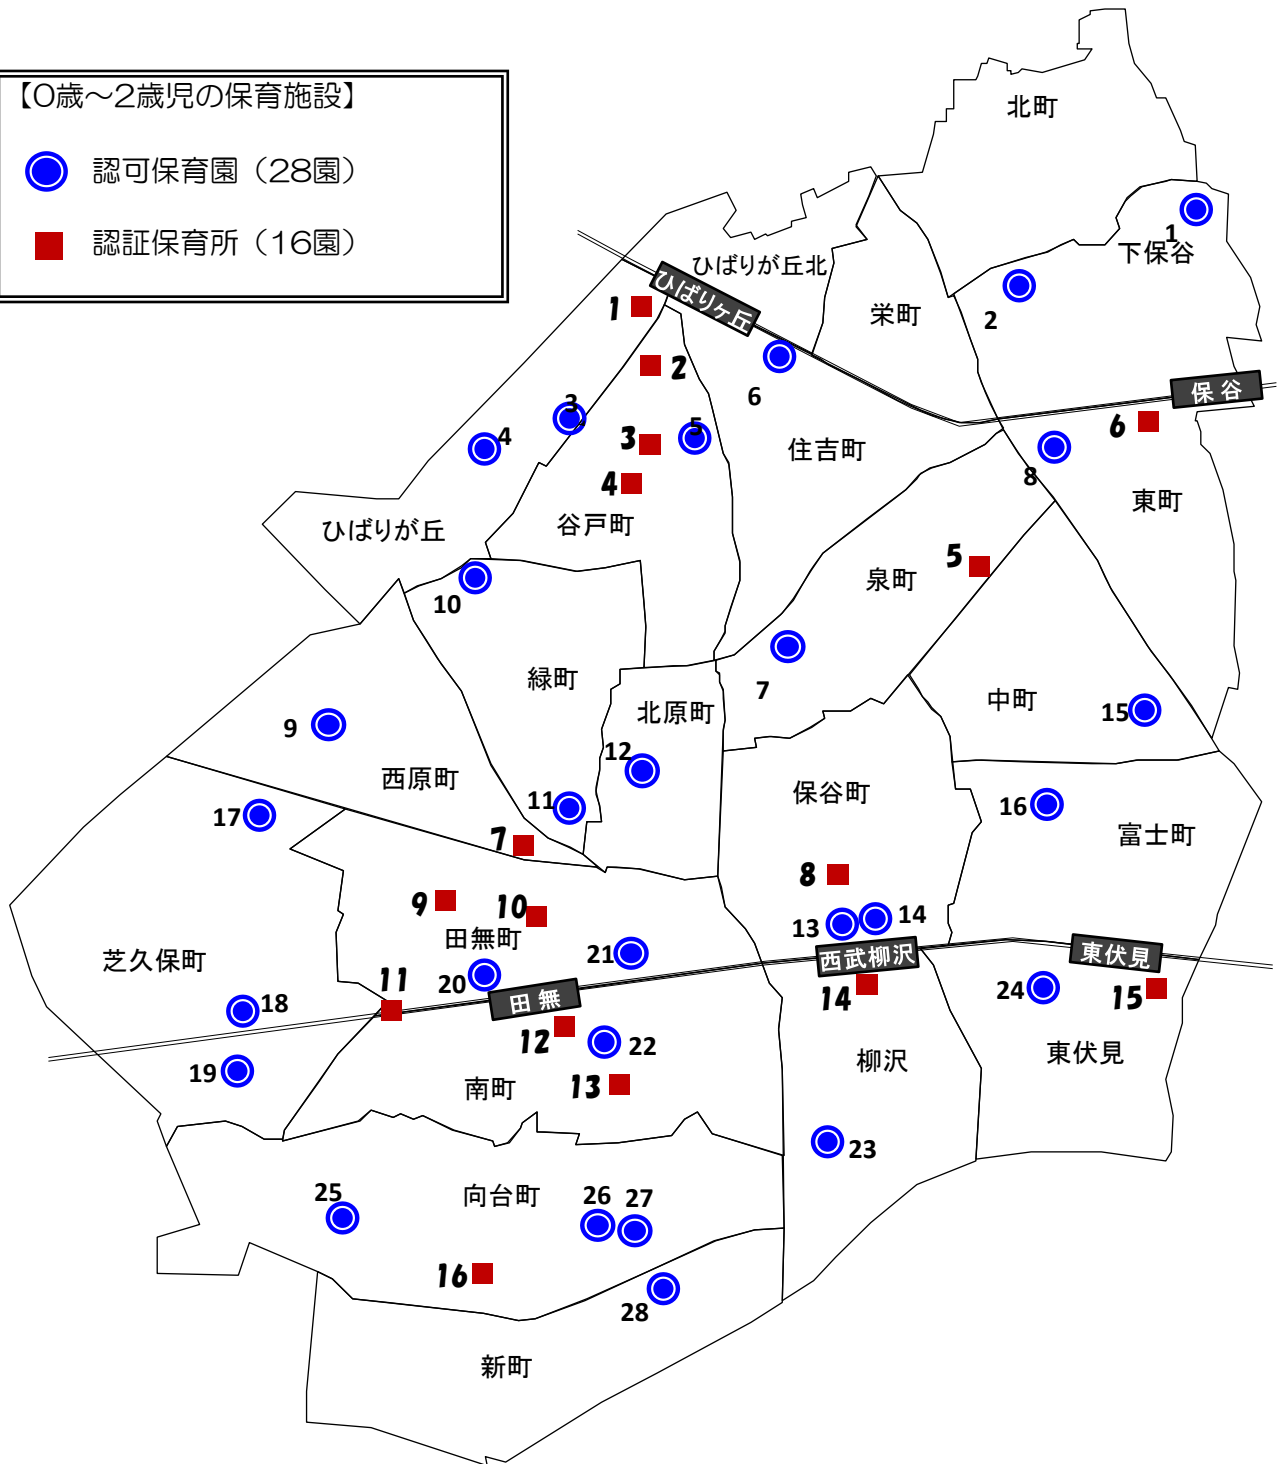 【0歳～2歳児の保育施設】
認可保育園（28園）
認証保育所（16園）
北町
1
下保谷
ひばりが丘北
ひばりヶ丘
2
栄町
1
2
6
保谷
3
5
6
4
3
住吉町
8
4
東町
ひばりが丘
谷戸町
5
泉町
10
7
緑町
中町
北原町
15
9
12
西原町
保谷町
11
16
17
富士町
7
8
9
10
13
14
田無町
21
芝久保町
西武柳沢
東伏見
20
11
田無
14
24
15
18
12
22
東伏見
19
南町
13
柳沢
23
25
向台町
26
27
16
28
新町